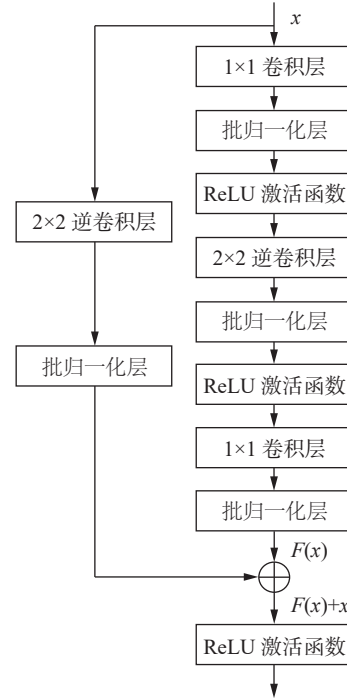 x
1×1 卷积层
批归一化层
ReLU 激活函数
2×2 逆卷积层
2×2 逆卷积层
批归一化层
批归一化层
ReLU 激活函数
1×1 卷积层
批归一化层
F(x)
F(x)+x
ReLU 激活函数